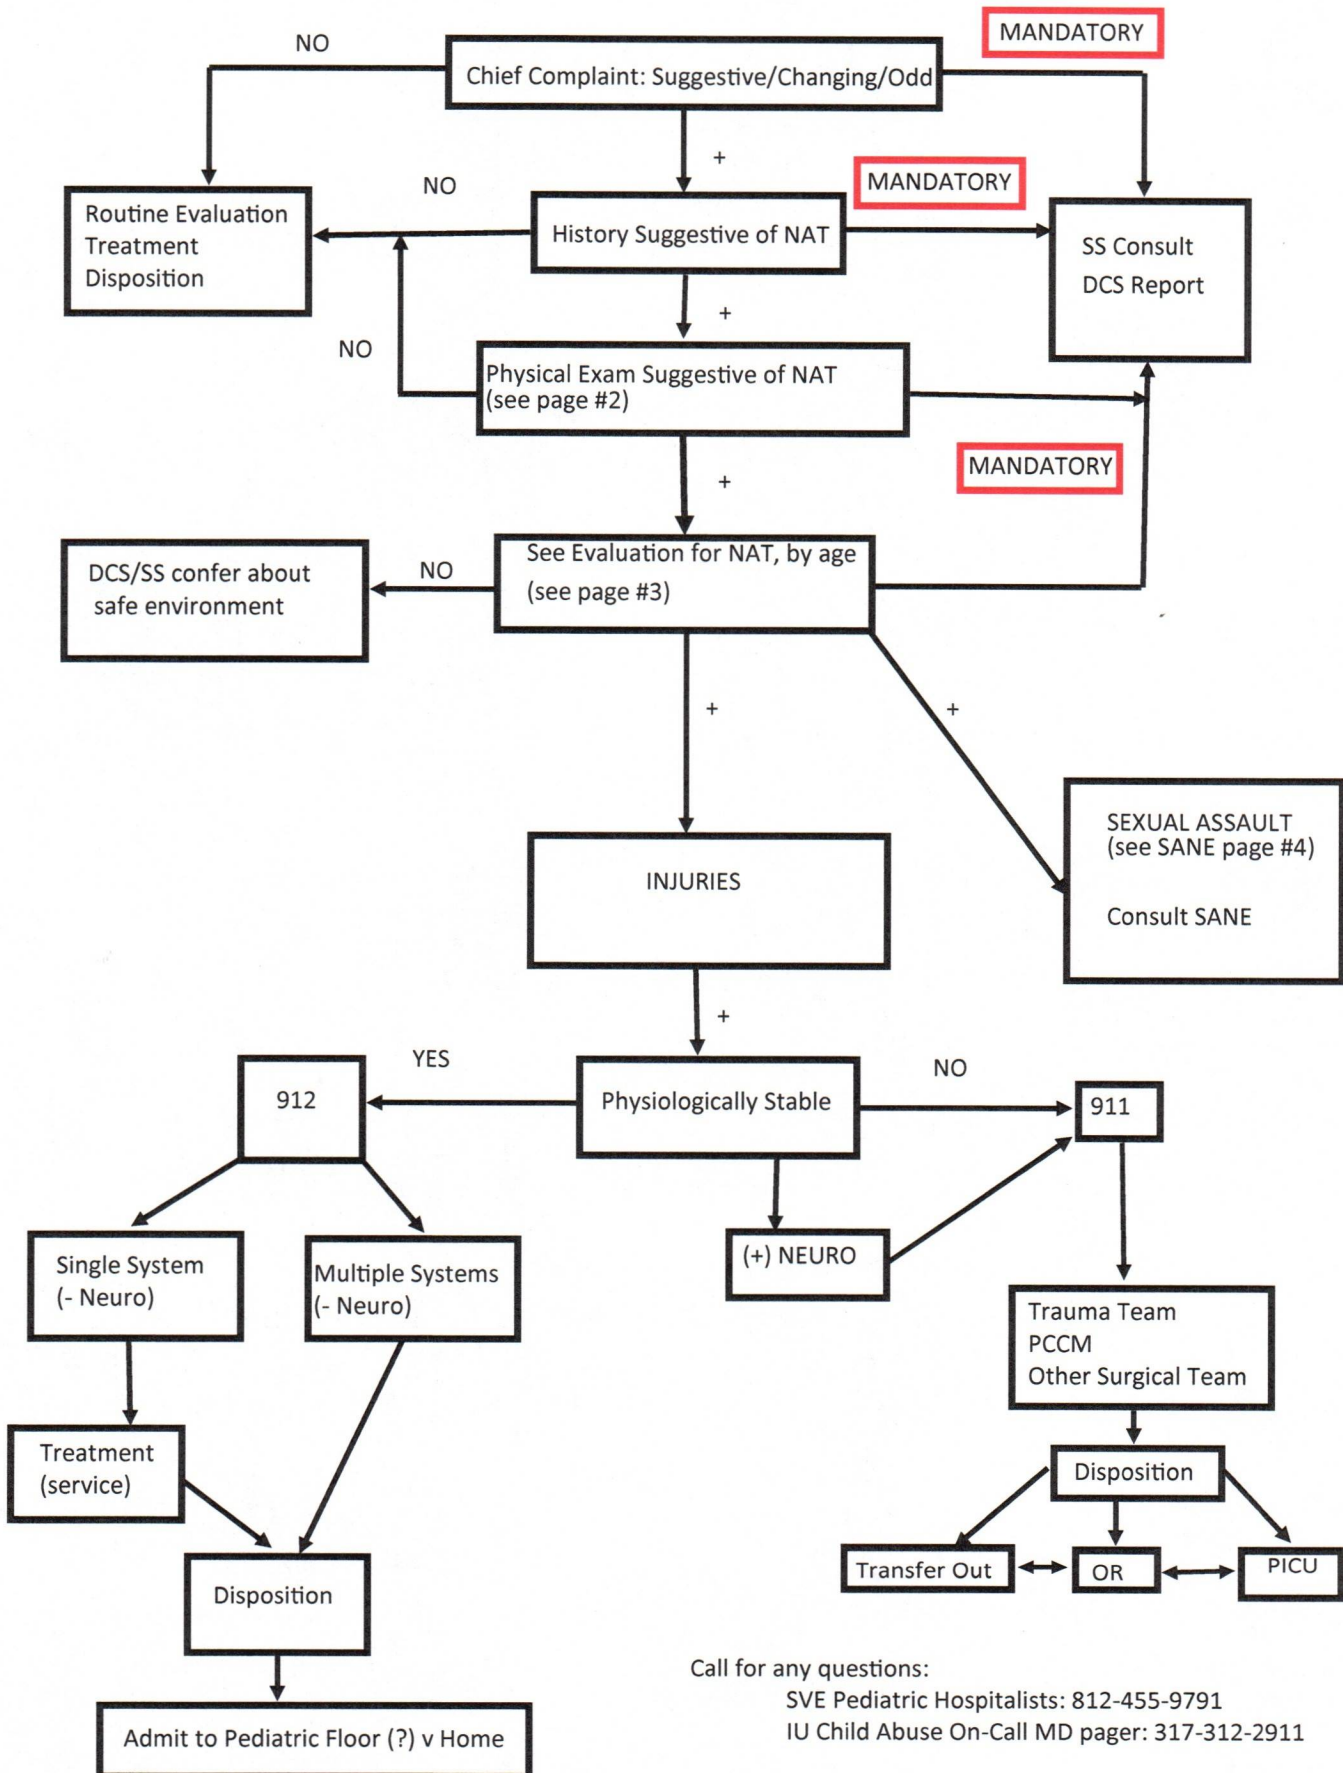 MANDATORY
NO
Chief Complaint: Suggestive/Changing/Odd
+
NO
MANDATORY
Routine Evaluation
Treatment
Disposition
History Suggestive of NAT
SS Consult
DCS Report
+
NO
Physical Exam Suggestive of NAT
(see page #2)
MANDATORY
+
See Evaluation for NAT, by age
(see page #3)
NO
DCS/SS confer about
safe environment
+
+
SEXUAL ASSAULT
(see SANE page #4)
Consult SANE
INJURIES
+
YES
NO
912
Physiologically Stable
911
Single System
(- Neuro)
Multiple Systems
(- Neuro)
(+) NEURO
Trauma Team
PCCM
Other Surgical Team
Treatment
(service)
Disposition
Transfer Out
OR
PICU
Disposition
Admit to Pediatric Floor (?) v Home
Call for any questions:
SVE Pediatric Hospitalists: 812-455-9791
IU Child Abuse On-Call MD pager: 317-312-2911